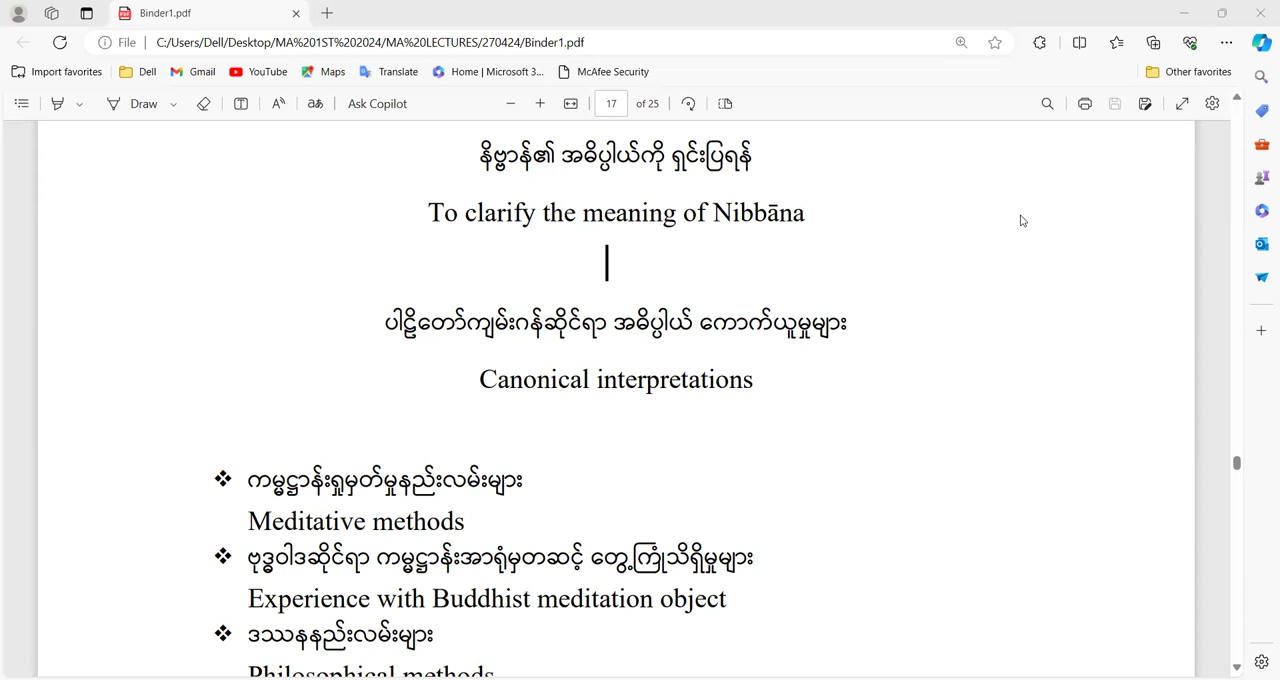 Binder1.pdf
File
C:/Users/Dell/Desktop/MA%201ST%202024/MA%20LECTURES/270424/Binder1.pdf
Import favorites Dell Gmail YouTube Maps Translate Home | Microsoft 3... McAfee Security Other favorites
Draw Ask Copilot 17 of 25
နိဗ္ဗာန်၏ အဓိပ္ပါယ်ကို ရှင်းပြရန်
To clarify the meaning of Nibbāna
ပါဠိတော်ကျမ်းဂန်ဆိုင်ရာ အဓိပ္ပါယ် ကောက်ယူမှုများ
Canonical interpretations
❖ ကမ္မဋ္ဌာန်းရှုမှတ်မှုနည်းလမ်းများ
Meditative methods
❖ ဗုဒ္ဓဝါဒဆိုင်ရာ ကမ္မဋ္ဌာန်းအာရုံမှတဆင့် တွေ့ကြုံသိရှိမှုများ
Experience with Buddhist meditation object
❖ ဒဿနနည်းလမ်းများ
Philosophical methods